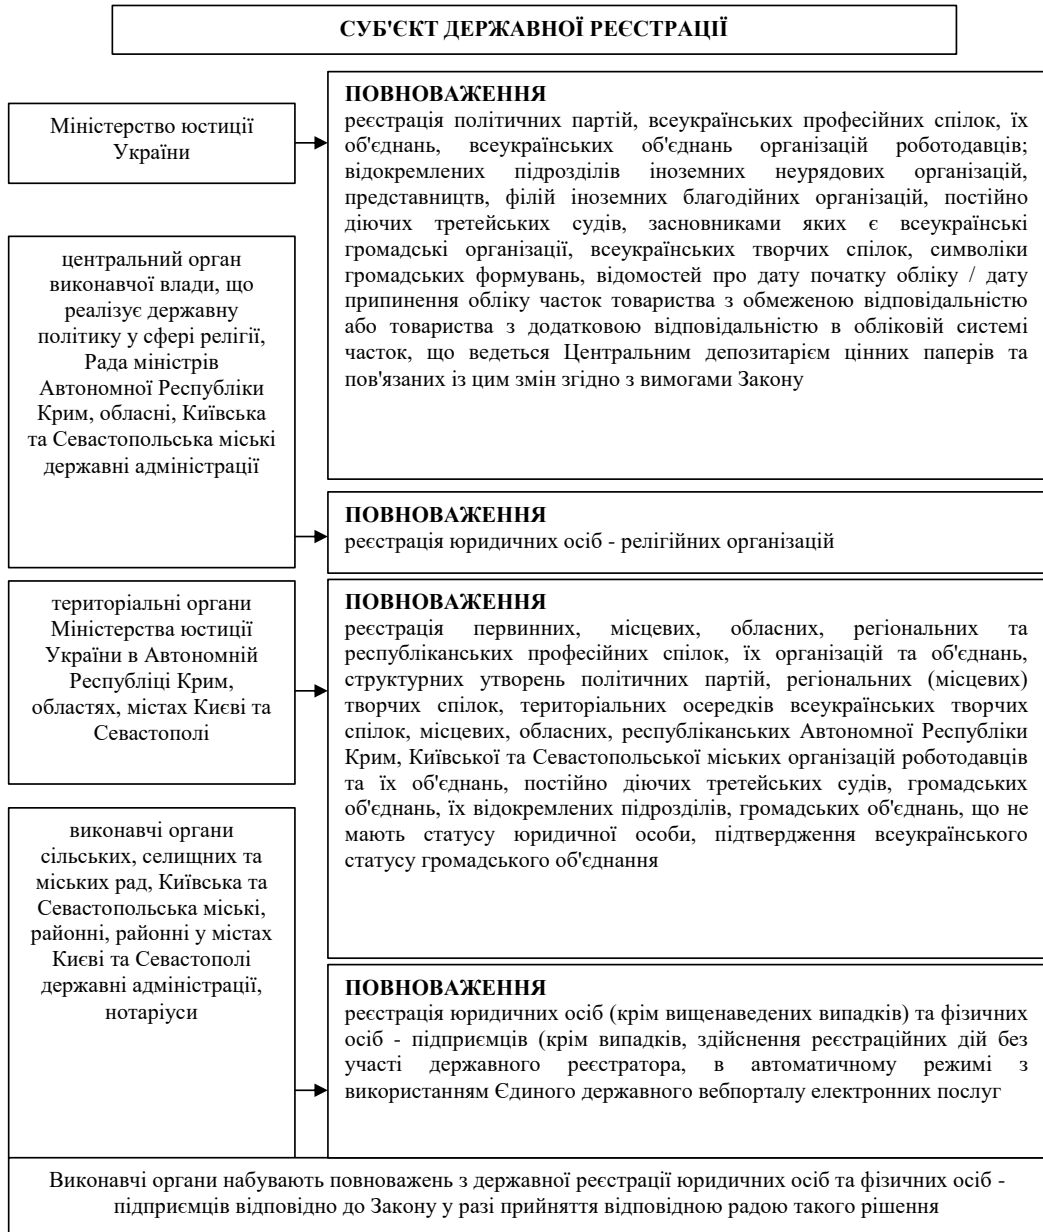 СУБ'ЄКТ ДЕРЖАВНОЇ РЕЄСТРАЦІЇ
Міністерство юстиції
України
ПОВНОВАЖЕННЯ
реєстрація політичних партій, всеукраїнських професійних спілок, їх
об'єднань, всеукраїнських об'єднань організацій роботодавців;
відокремлених підрозділів іноземних неурядових організацій,
представництв, філій іноземних благодійних організацій, постійно
діючих третейських судів, засновниками яких є всеукраїнські
громадські організації, всеукраїнських творчих спілок, символіки
громадських формувань, відомостей про дату початку обліку / дату
припинення обліку часток товариства з обмеженою відповідальністю
або товариства з додатковою відповідальністю в обліковій системі
часток, що ведеться Центральним депозитарієм цінних паперів та
пов'язаних із цим змін згідно з вимогами Закону
центральний орган
виконавчої влади, що
реалізує державну
політику у сфері релігії,
Рада міністрів
Автономної Республіки
Крим, обласні, Київська
та Севастопольська міські
державні адміністрації
ПОВНОВАЖЕННЯ
реєстрація юридичних осіб - релігійних організацій
територіальні органи
Міністерства юстиції
України в Автономній
Республіці Крим,
областях, містах Києві та
Севастополі
ПОВНОВАЖЕННЯ
реєстрація первинних, місцевих, обласних, регіональних та
республіканських професійних спілок, їх організацій та об'єднань,
структурних утворень політичних партій, регіональних (місцевих)
творчих спілок, територіальних осередків всеукраїнських творчих
спілок, місцевих, обласних, республіканських Автономної Республіки
Крим, Київської та Севастопольської міських організацій роботодавців
та їх об'єднань, постійно діючих третейських судів, громадських
об'єднань, їх відокремлених підрозділів, громадських об'єднань, що не
мають статусу юридичної особи, підтвердження всеукраїнського
статусу громадського об'єднання
виконавчі органи
сільських, селищних та
міських рад, Київська та
Севастопольська міські,
районні, районні у містах
Києві та Севастополі
державні адміністрації,
нотаріуси
ПОВНОВАЖЕННЯ
реєстрація юридичних осіб (крім вищенаведених випадків) та фізичних
осіб - підприємців (крім випадків, здійснення реєстраційних дій без
участі державного реєстратора, в автоматичному режимі з
використанням Єдиного державного вебпорталу електронних послуг
Виконавчі органи набувають повноважень з державної реєстрації юридичних осіб та фізичних осіб -
підприємців відповідно до Закону у разі прийняття відповідною радою такого рішення